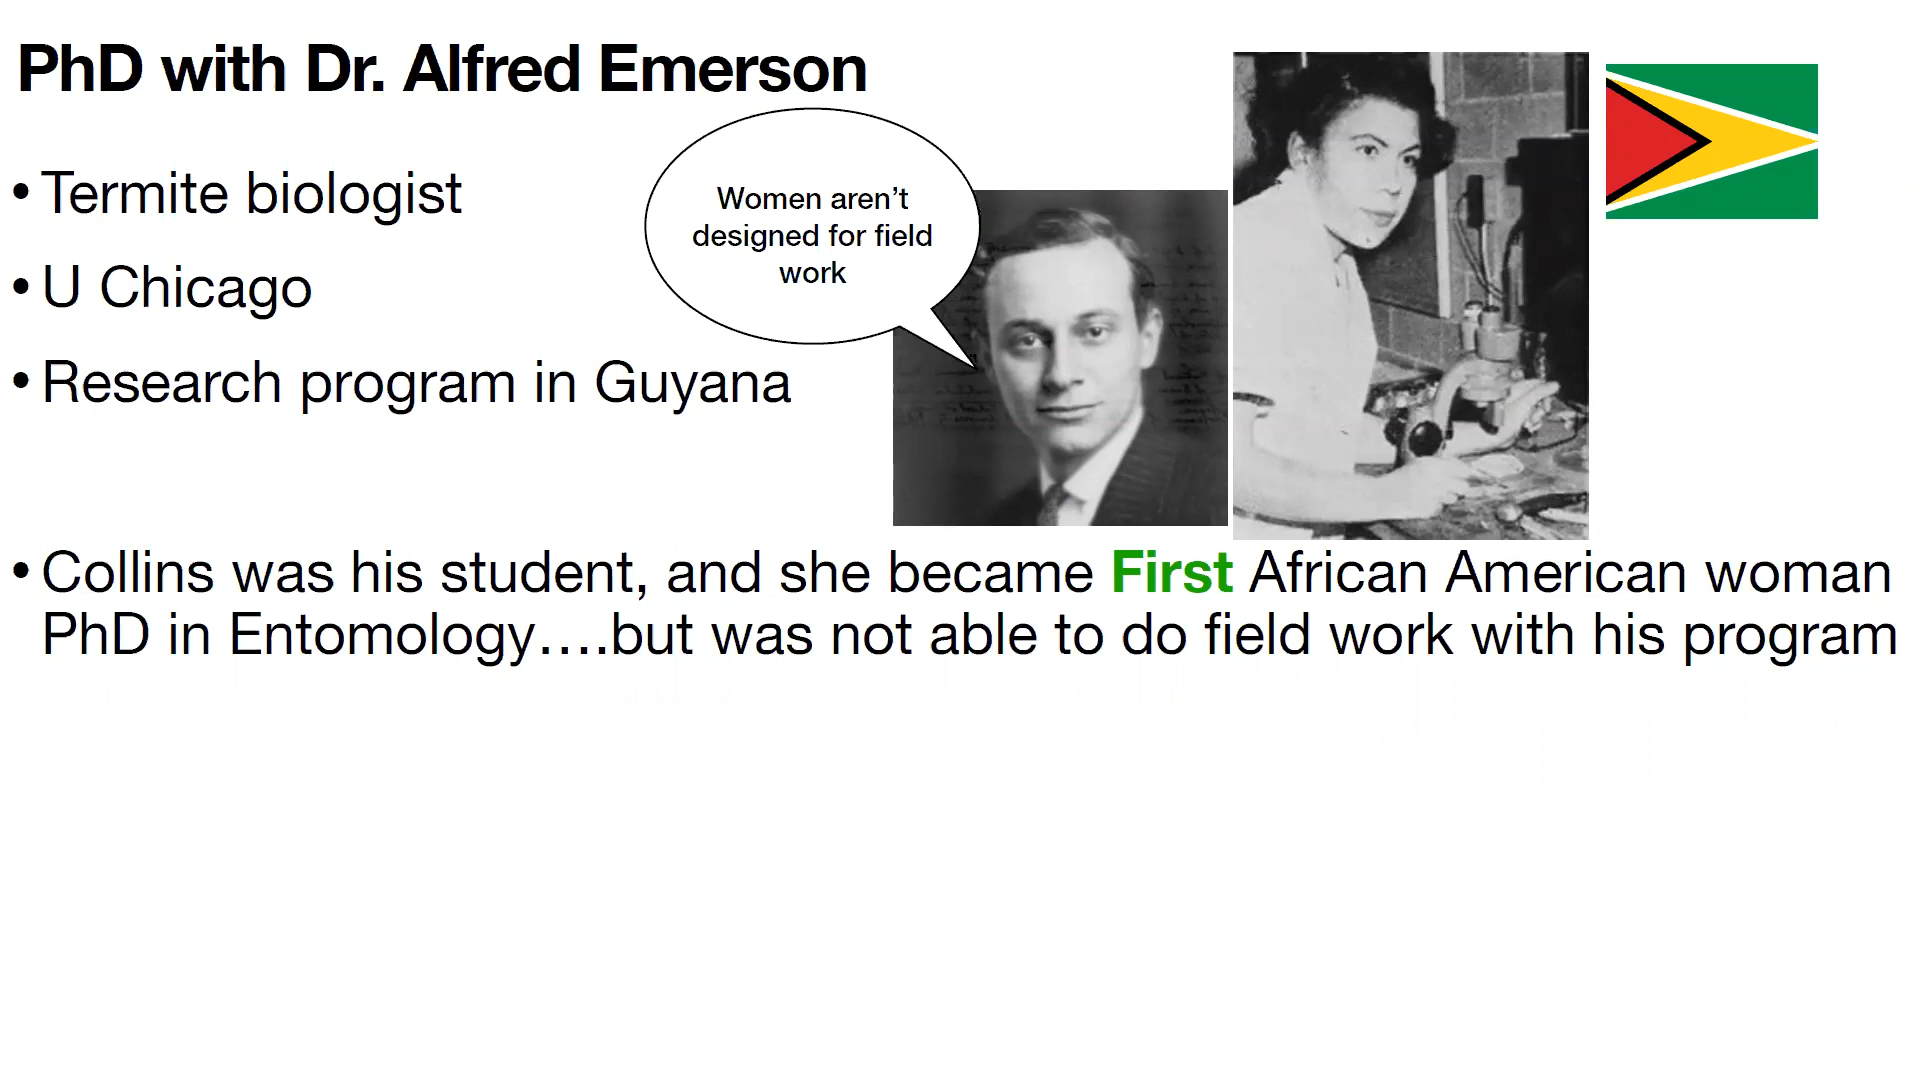 PhD with Dr. Alfred Emerson
• Termite biologist
• U Chicago
• Research program in Guyana
Women aren’t
designed for field
work
• Collins was his student, and she became First African American woman
PhD in Entomology….but was not able to do field work with his program